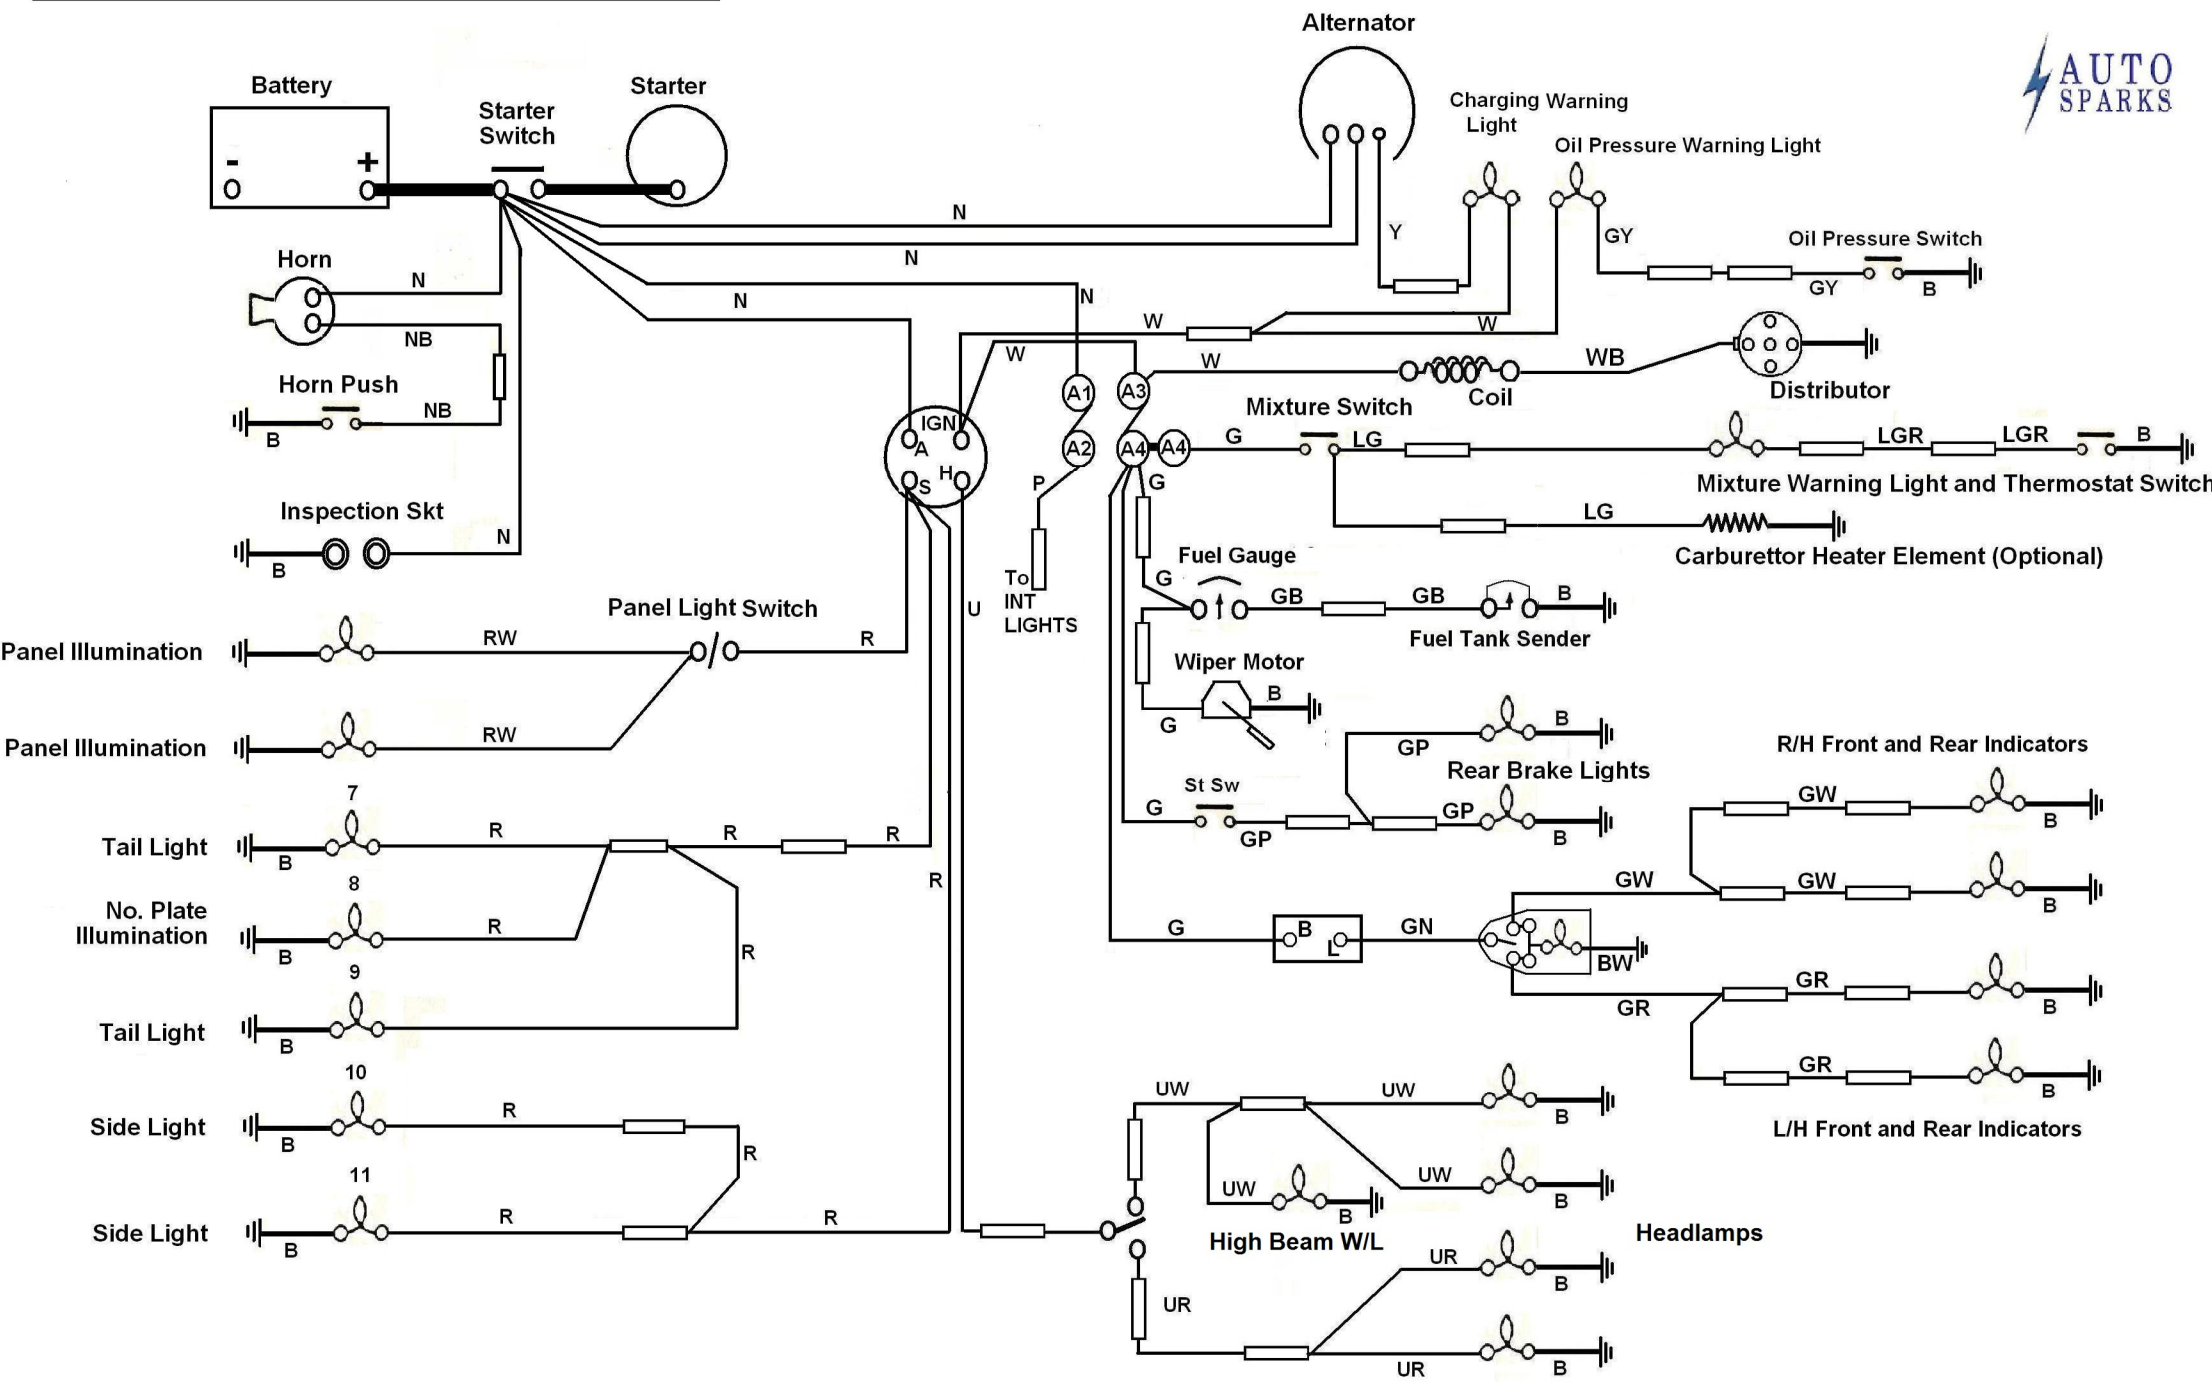 Alternator
AUTO
SPARKS
Battery
Starter
Switch
Starter
Charging Warning
Light
Oil Pressure Warning Light
-
+
N
N
Y
GY
Oil Pressure Switch
GY
B
Horn
N
NB
N
N
W
W
W
W
WB
Coil
Distributor
Horn Push
NB
B
A1
A3
A2
A4
A4
IGN
A
S
H
Mixture Switch
G
LG
LGR
LGR
B
Mixture Warning Light and Thermostat Switch
G
P
LG
Carburettor Heater Element (Optional)
Inspection Skt
N
B
To
INT
LIGHTS
Fuel Gauge
G
GB
GB
B
Fuel Tank Sender
U
Panel Light Switch
Panel Illumination
RW
R
Wiper Motor
B
G
Panel Illumination
RW
GP
B
Rear Brake Lights
St Sw
G
GP
GP
B
R/H Front and Rear Indicators
GW
B
GW
GW
B
7
Tail Light
B
R
R
R
R
8
No. Plate
Illumination
B
R
R
G
B
L
GN
BW
9
Tail Light
B
GR
GR
B
GR
B
L/H Front and Rear Indicators
10
Side Light
B
R
R
11
Side Light
B
R
R
UW
UW
B
UW
B
UW
B
High Beam W/L
Headlamps
UR
UR
B
UR
B